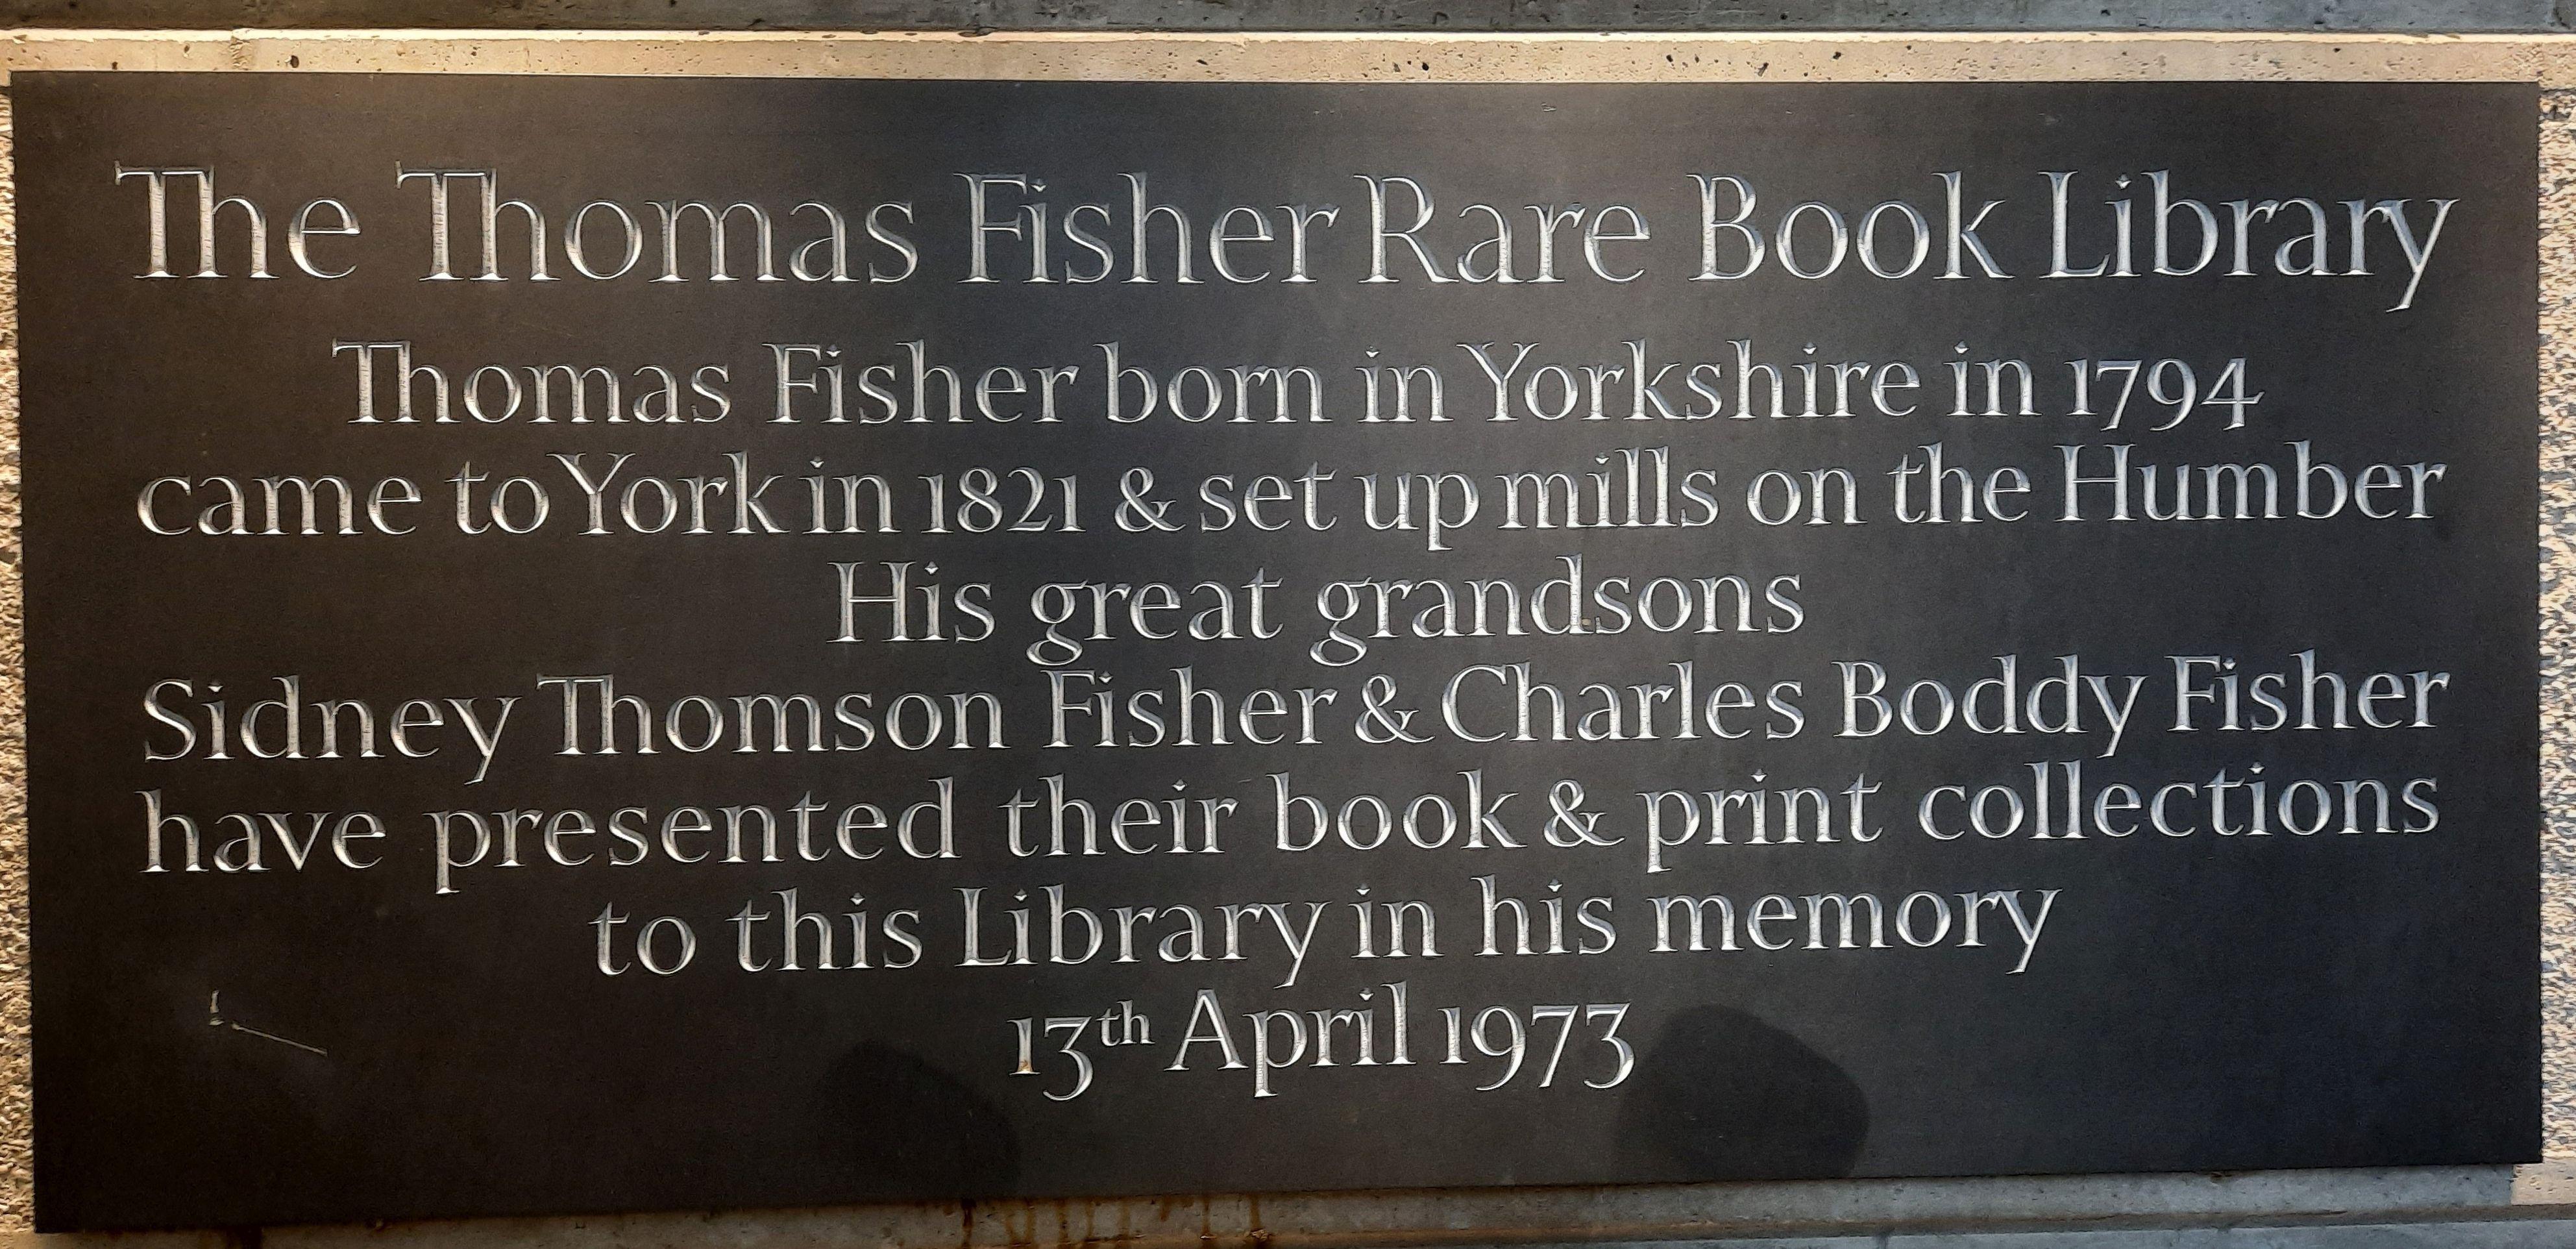 The Thomas Fisher Rare Book Library
Thomas Fisher born in Yorkshire in 1794
came to York in 1821 & set up mills on the Humber
His great grandsons
Sidney Thomson Fisher & Charles Boddy Fisher
have presented their book & print collections
to this Library in his memory
13th April 1973